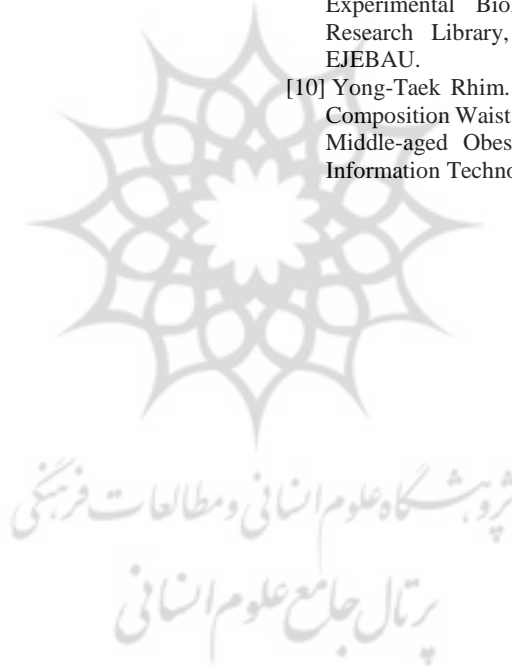 Experimental Bio
Research Library,
EJEBAU.
[10] Yong-Taek Rhim.
Composition Waist
Middle-aged Obes
Information Techno
پژوهشگاه علوم انسانی و مطالعات فرهنگی
پرتال جامع علوم انسانی